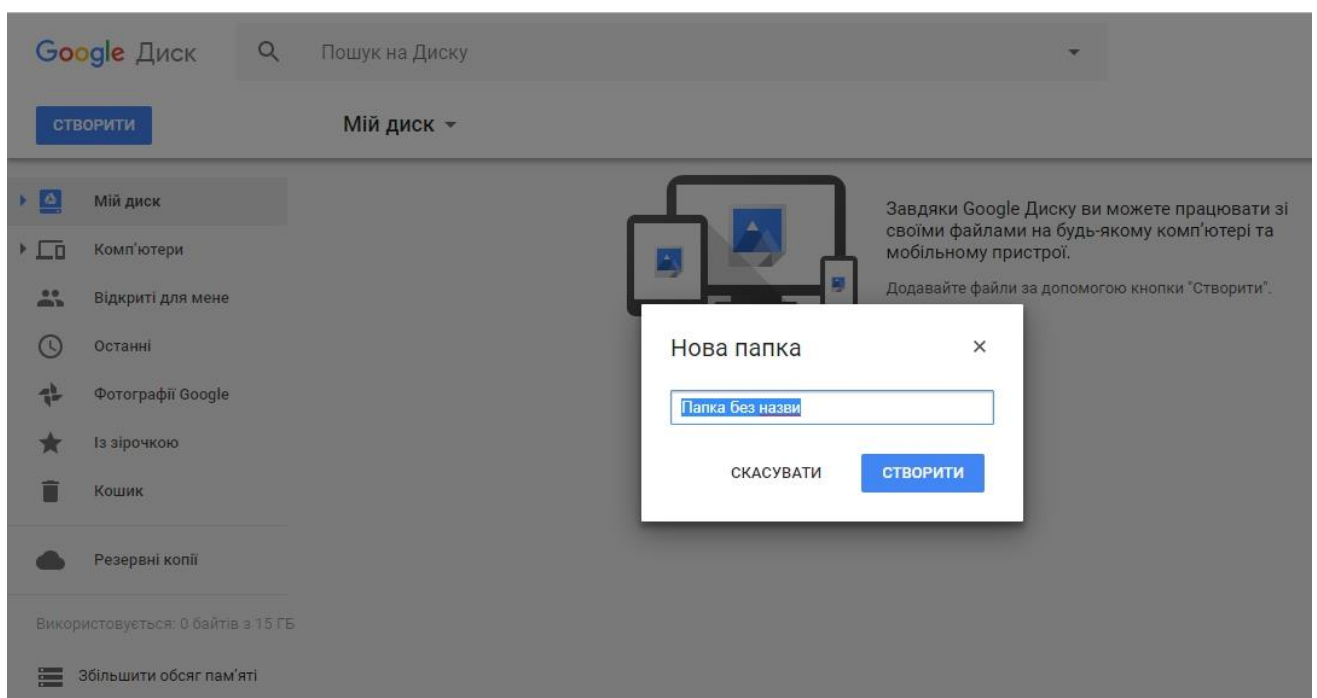 Google Диск
Пошук на Диску
СТВОРИТИ
Мій диск
Мій диск
Комп'ютери
Відкриті для мене
Останні
Фотографії Google
Із зірочкою
Кошик
Резервні копії
Використовується: 0 байтів з 15 ГБ
Збільшити обсяг пам'яті
Завдяки Google Диску ви можете працювати зі
своїми файлами на будь-якому комп'ютері та
мобільному пристрої.
Додавайте файли за допомогою кнопки "Створити".
Нова папка
Папка без назви
СКАСУВАТИ
СТВОРИТИ